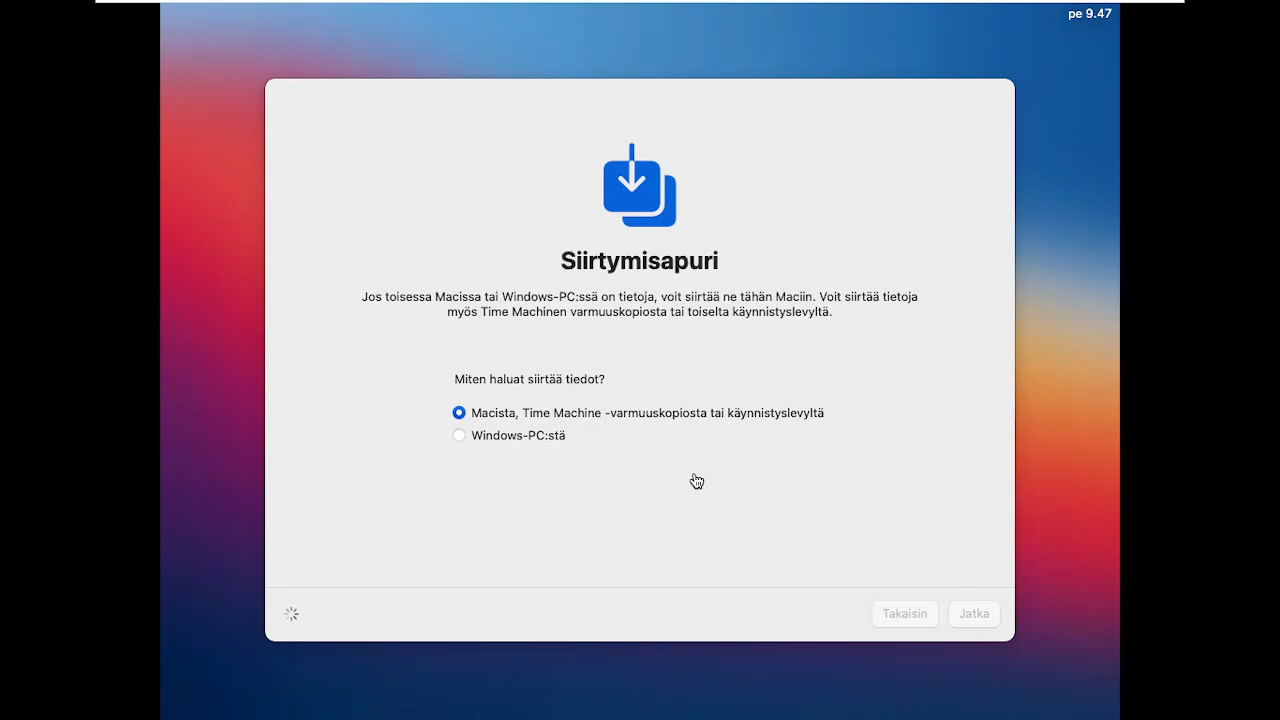 pe 9.47
Siirtymisapuri
Jos toisessa Macissa tai Windows-PC:ssä on tietoja, voit siirtää ne tähän Maciin. Voit siirtää tietoja
myös Time Machinen varmuuskopiosta tai toiselta käynnistyslevyltä.
Miten haluat siirtää tiedot?
Macista, Time Machine -varmuuskopiosta tai käynnistyslevyltä
Windows-PC:stä
Takaisin
Jatka